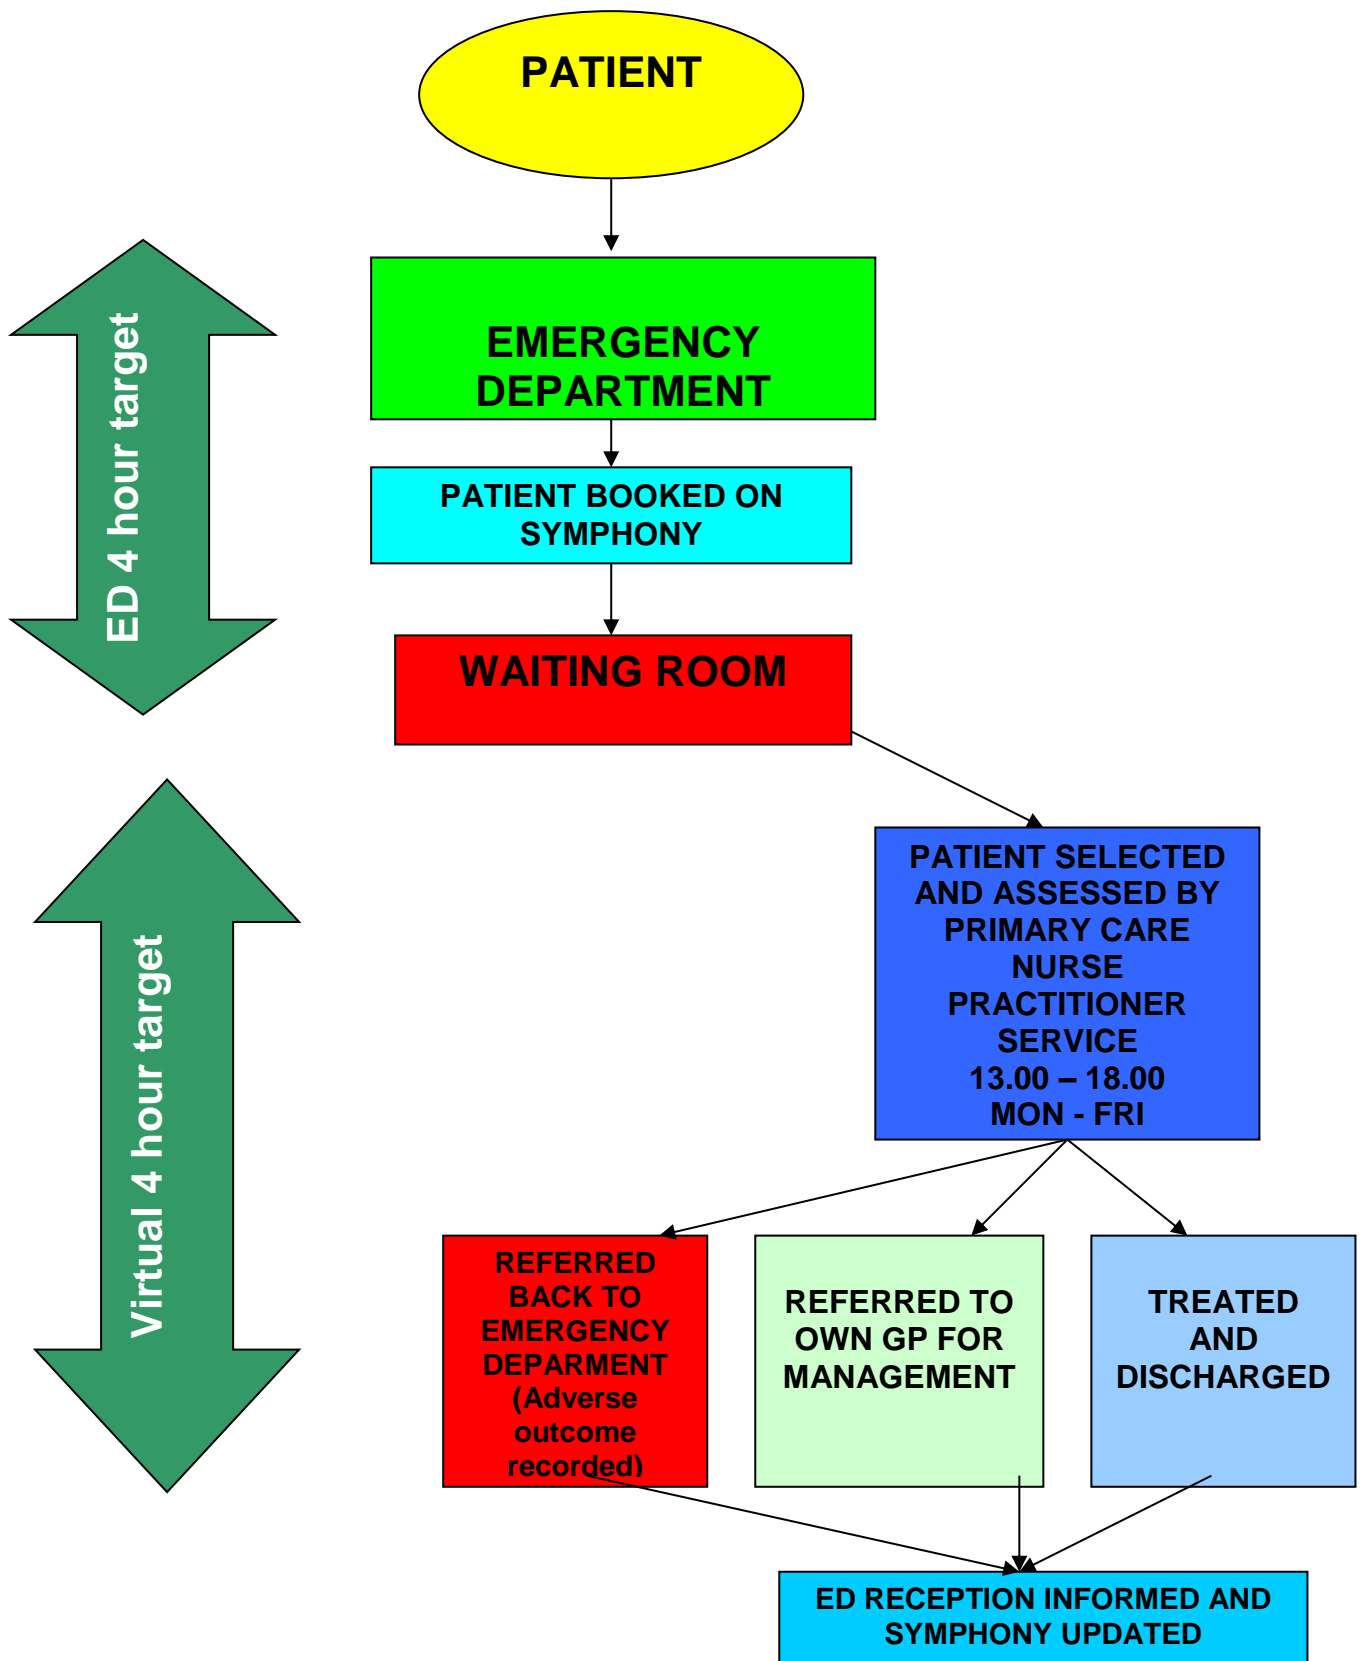 PATIENT
EMERGENCY
DEPARTMENT
ED 4 hour target
PATIENT BOOKED ON
SYMPHONY
WAITING ROOM
PATIENT SELECTED
AND ASSESSED BY
PRIMARY CARE
NURSE
PRACTITIONER
SERVICE
13.00 – 18.00
MON - FRI
Virtual 4 hour target
REFERRED
BACK TO
EMERGENCY
DEPARMENT
(Adverse
outcome
recorded)
REFERRED TO
OWN GP FOR
MANAGEMENT
TREATED
AND
DISCHARGED
ED RECEPTION INFORMED AND
SYMPHONY UPDATED